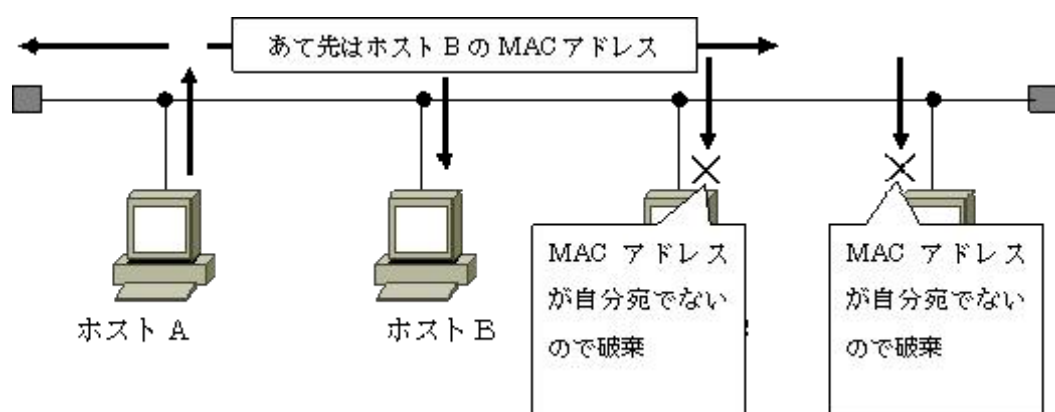 あて先はホストBのMACアドレス
MAC アドレス
が自分宛でない
ので破棄
MAC アドレス
が自分宛でない
ので破棄
ホストA
ホストB